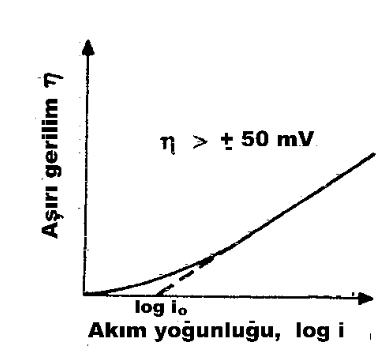 Aşırı gerilim η
η > ± 50 mV
log i₀
Akım yoğunluğu, log i